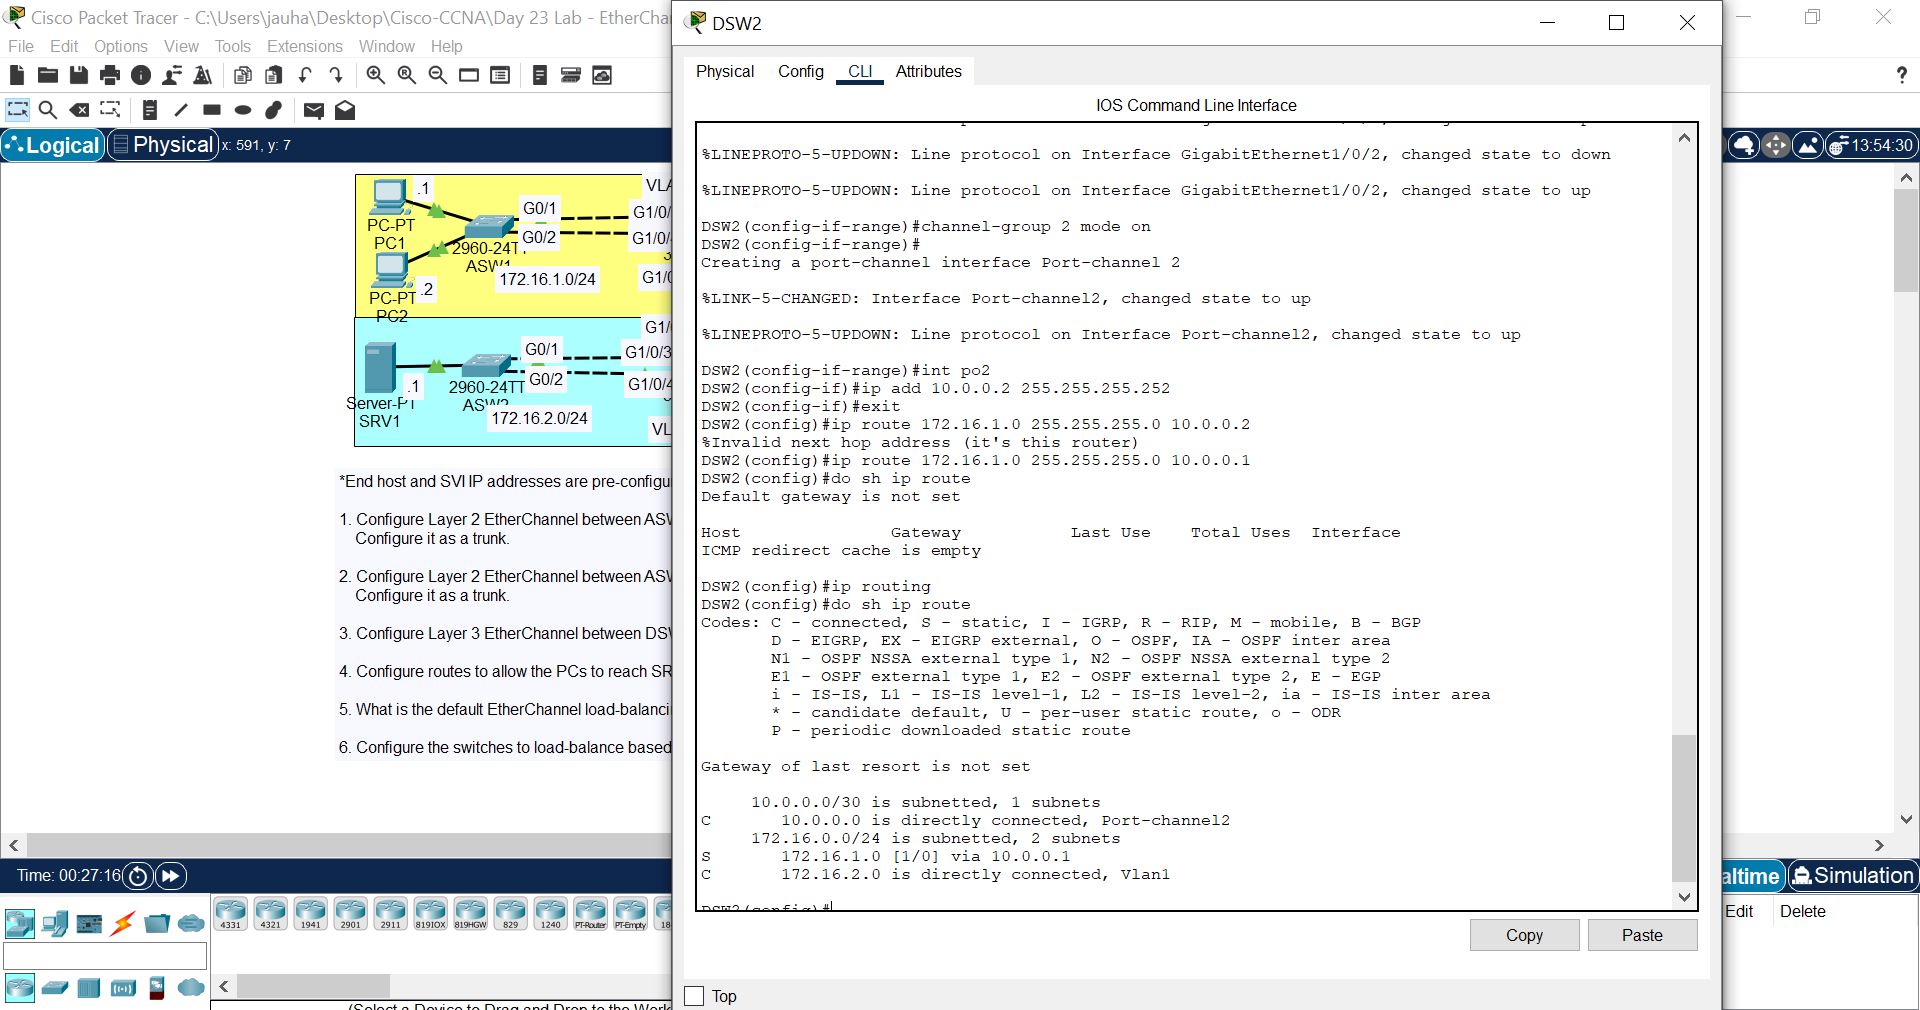 Cisco Packet Tracer - C:\Users\jauha\Desktop\Cisco-CCNA\Day 23 Lab - EtherCha
File Edit Options View Tools Extensions Window Help
Logical Physical x: 591, y: 7
13:54:30
?
.1
VLA
G0/1
G1/0/
PC-PT
PC1
G0/2
G1/0/
2960-24TT
ASW1
172.16.1.0/24
G1/0
PC-PT
.2
PC2
G1/
G0/1
G1/0/3
G0/2
G1/0/4
.1
2960-24TT
ASW2
Server-PT
SRV1
172.16.2.0/24
VL
*End host and SVI IP addresses are pre-configu
1. Configure Layer 2 EtherChannel between ASW
Configure it as a trunk.
2. Configure Layer 2 EtherChannel between ASW
Configure it as a trunk.
3. Configure Layer 3 EtherChannel between DSW
4. Configure routes to allow the PCs to reach SR
5. What is the default EtherChannel load-balanci
6. Configure the switches to load-balance based
Time: 00:27:16
4331 4321 1941 2901 2911 819IOX 819HGW 829 1240 PT-Router PT-Empty 18
(Select a Device to Drag and Drop to the Work
DSW2
Physical Config CLI Attributes
IOS Command Line Interface
%LINEPROTO-5-UPDOWN: Line protocol on Interface GigabitEthernet1/0/2, changed state to down
%LINEPROTO-5-UPDOWN: Line protocol on Interface GigabitEthernet1/0/2, changed state to up
DSW2(config-if-range)#channel-group 2 mode on
DSW2(config-if-range)#
Creating a port-channel interface Port-channel 2
%LINK-5-CHANGED: Interface Port-channel2, changed state to up
%LINEPROTO-5-UPDOWN: Line protocol on Interface Port-channel2, changed state to up
DSW2(config-if-range)#int po2
DSW2(config-if)#ip add 10.0.0.2 255.255.255.252
DSW2(config-if)#exit
DSW2(config)#ip route 172.16.1.0 255.255.255.0 10.0.0.2
%Invalid next hop address (it's this router)
DSW2(config)#ip route 172.16.1.0 255.255.255.0 10.0.0.1
DSW2(config)#do sh ip route
Default gateway is not set
Host Gateway Last Use Total Uses Interface
ICMP redirect cache is empty
DSW2(config)#ip routing
DSW2(config)#do sh ip route
Codes: C - connected, S - static, I - IGRP, R - RIP, M - mobile, B - BGP
D - EIGRP, EX - EIGRP external, O - OSPF, IA - OSPF inter area
N1 - OSPF NSSA external type 1, N2 - OSPF NSSA external type 2
E1 - OSPF external type 1, E2 - OSPF external type 2, E - EGP
i - IS-IS, L1 - IS-IS level-1, L2 - IS-IS level-2, ia - IS-IS inter area
* - candidate default, U - per-user static route, o - ODR
P - periodic downloaded static route
Gateway of last resort is not set
10.0.0.0/30 is subnetted, 1 subnets
C 10.0.0.0 is directly connected, Port-channel2
172.16.0.0/24 is subnetted, 2 subnets
S 172.16.1.0 [1/0] via 10.0.0.1
C 172.16.2.0 is directly connected, Vlan1
DSW2(config)#
Copy Paste
Top
altime Simulation
Edit Delete